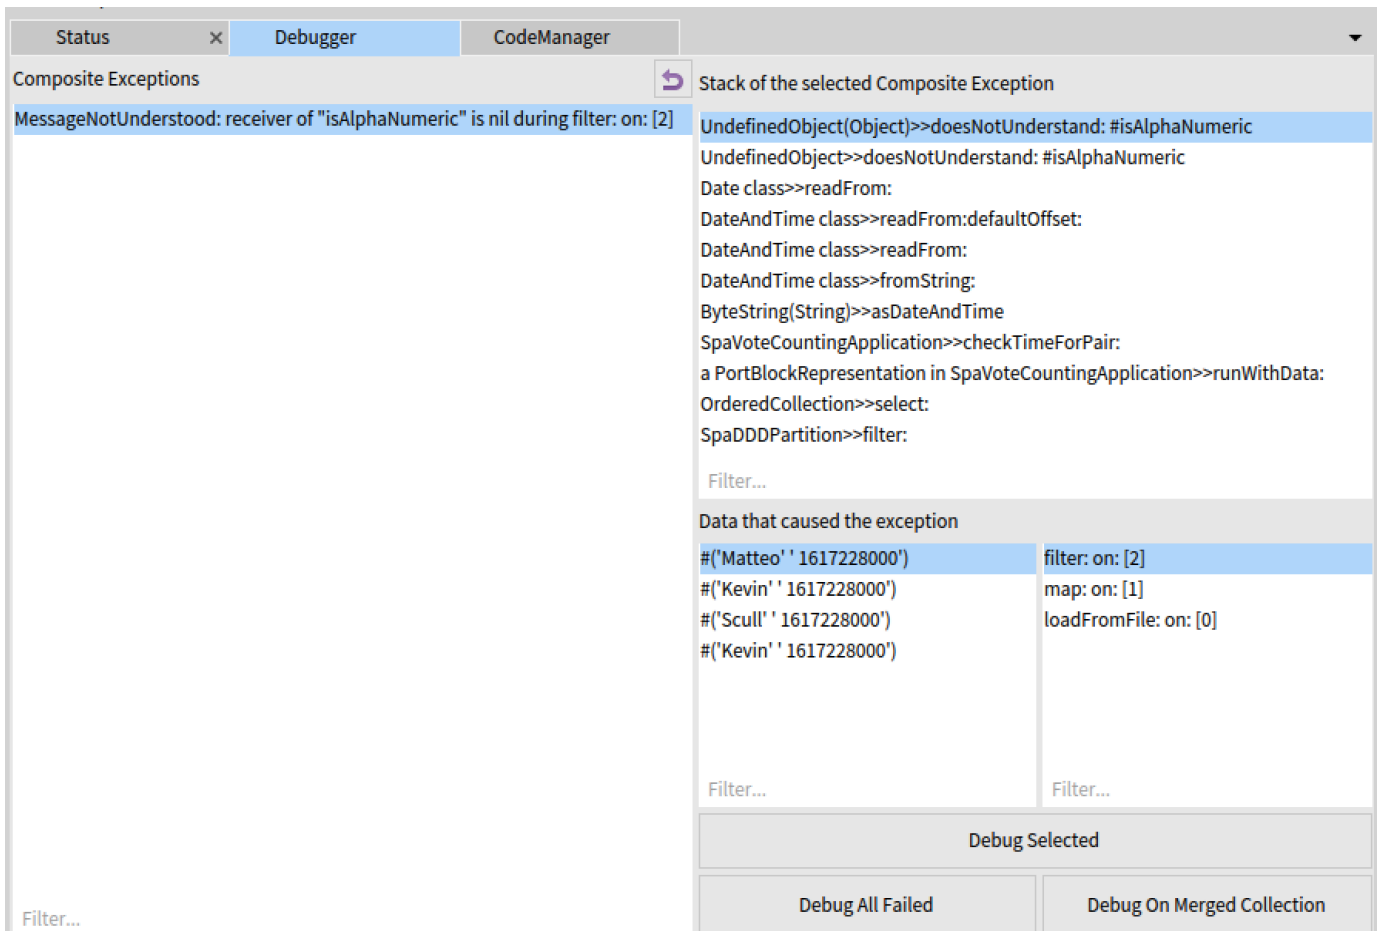 Status × Debugger CodeManager
Composite Exceptions
MessageNotUnderstood: receiver of "isAlphaNumeric" is nil during filter: on: [2]
Filter...
Stack of the selected Composite Exception
UndefinedObject(Object)>>doesNotUnderstand: #isAlphaNumeric
UndefinedObject>>doesNotUnderstand: #isAlphaNumeric
Date class>>readFrom:
DateAndTime class>>readFrom:defaultOffset:
DateAndTime class>>readFrom:
DateAndTime class>>fromString:
ByteString(String)>>asDateAndTime
SpaVoteCountingApplication>>checkTimeForPair:
a PortBlockRepresentation in SpaVoteCountingApplication>>runWithData:
OrderedCollection>>select:
SpaDDDPartition>>filter:
Filter...
Data that caused the exception
#('Matteo' ' 1617228000')
#('Kevin' ' 1617228000')
#('Scull' ' 1617228000')
#('Kevin' ' 1617228000')
Filter...
filter: on: [2]
map: on: [1]
loadFromFile: on: [0]
Filter...
Debug Selected
Debug All Failed
Debug On Merged Collection